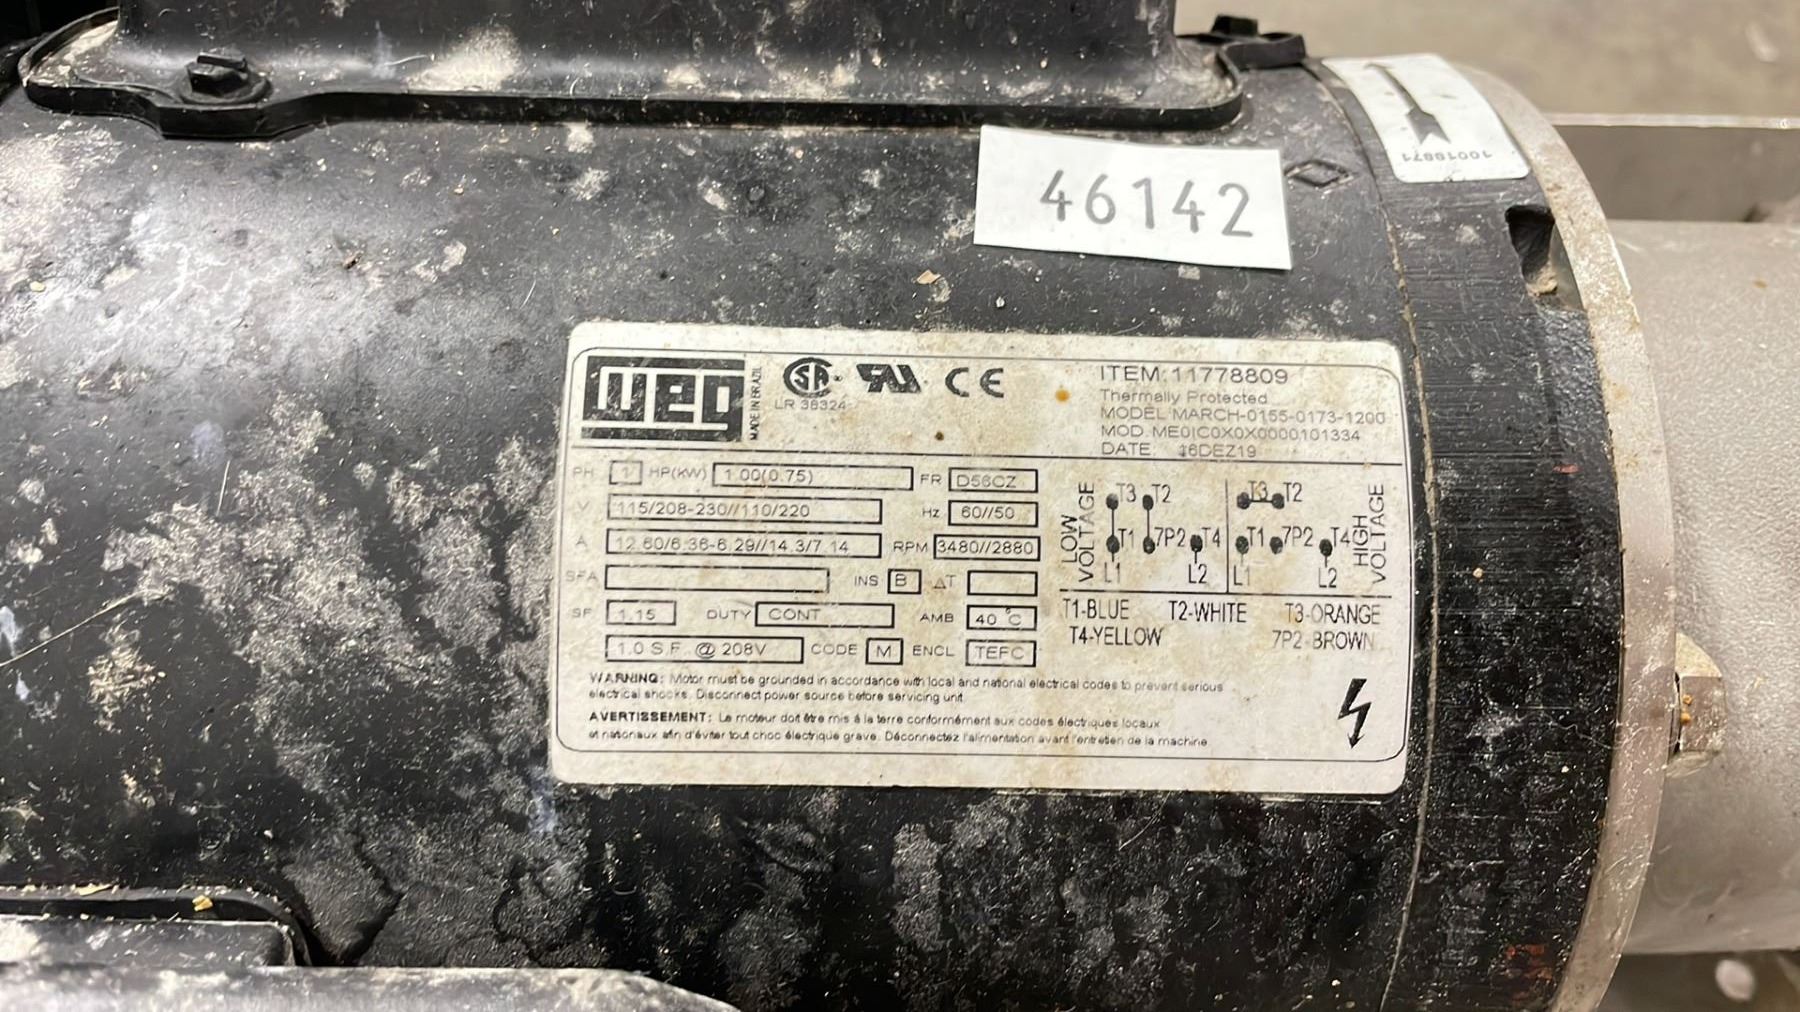 10018871
46142
WEG
MADE IN BRAZIL
SA
LR 38324
CE
ITEM:11778809
Thermally Protected
MODEL MARCH-0155-0173-1200
MOD. ME0IC0X0X0000101334
DATE: 16DEZ19
PH 1 HP(KW) 1.00(0.75) FR D56CZ
V 115/208-230//110/220 Hz 60//50
A 12.60/6.36-6.29//14.3/7.14 RPM 3480//2880
SFA INS B ΔT
SF 1.15 DUTY CONT AMB 40°C
1.0 S.F. @ 208V CODE M ENCL TEFC
LOW VOLTAGE
T3 T2
T1 7P2 T4
L1 L2
T3 T2
T1 7P2 T4
L1 L2
HIGH VOLTAGE
T1-BLUE T2-WHITE T3-ORANGE
T4-YELLOW 7P2-BROWN
WARNING: Motor must be grounded in accordance with local and national electrical codes to prevent serious
electrical shocks. Disconnect power source before servicing unit.
AVERTISSEMENT: Le moteur doit être mis á la terre conformément aux codes électriques locaux
et nationaux afin d'éviter tout choc électrique grave. Déconnectez l'alimentation avant l'entretien de la machine.